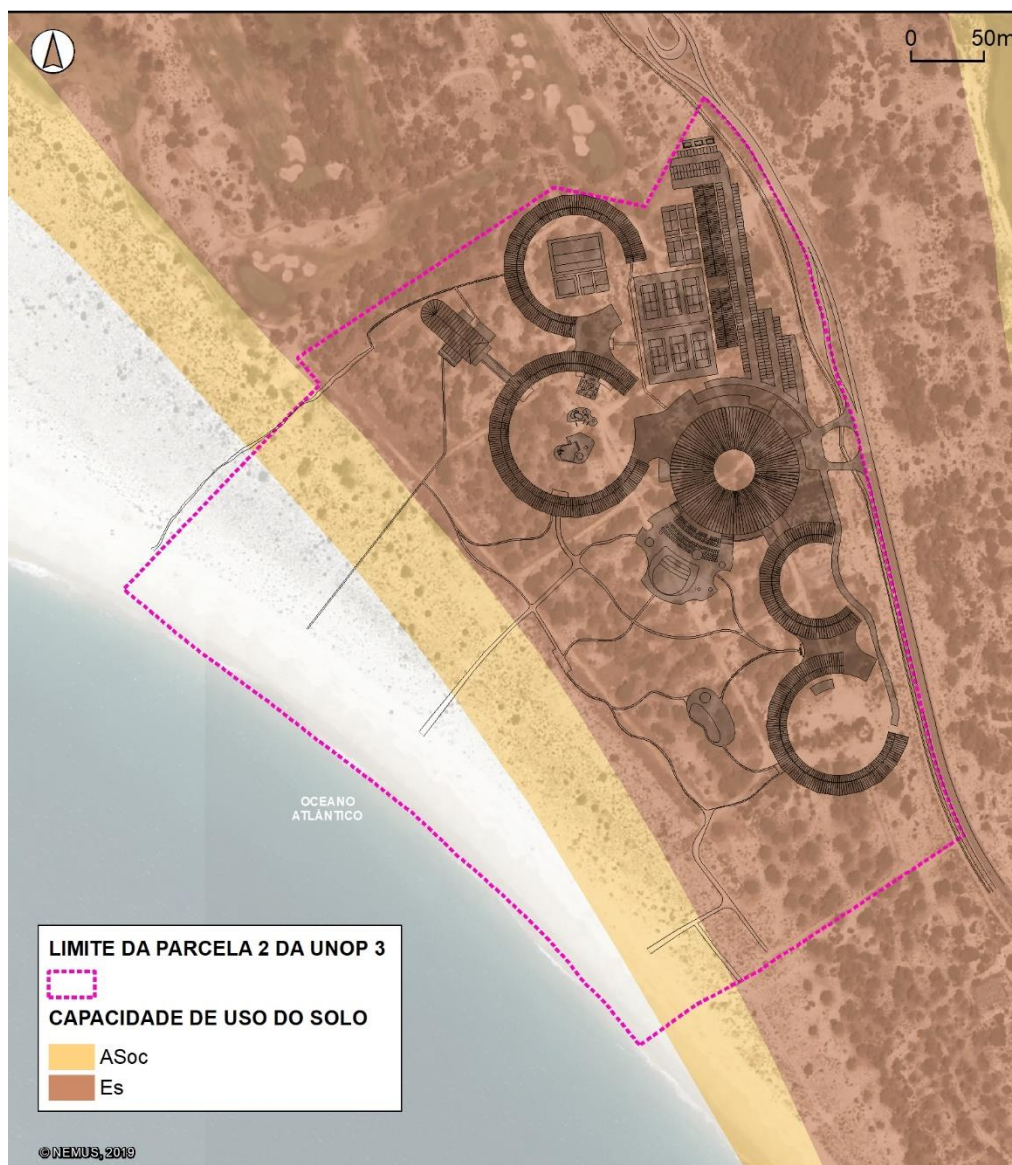 0 50m
OCEANO
ATLÂNTICO
LIMITE DA PARCELA 2 DA UNOP 3
CAPACIDADE DE USO DO SOLO
ASoc
Es
© NEMUS, 2019